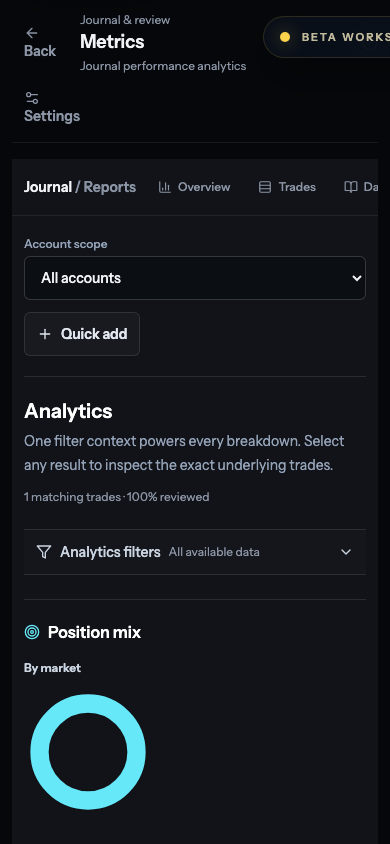 Journal & review
Back
Metrics
Journal performance analytics
BETA WORKS
Settings
Journal / Reports
Overview
Trades
Da
Account scope
All accounts
Quick add
Analytics
One filter context powers every breakdown. Select
any result to inspect the exact underlying trades.
1 matching trades · 100% reviewed
Analytics filters All available data
Position mix
By market